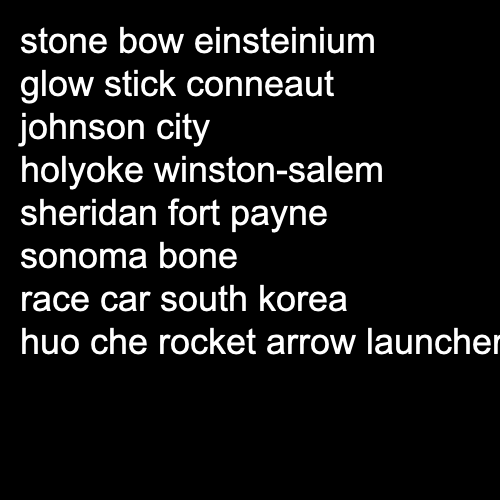 stone bow einsteinium
glow stick conneaut
johnson city
holyoke winston-salem
sheridan fort payne
sonoma bone
race car south korea
huo che rocket arrow launcher